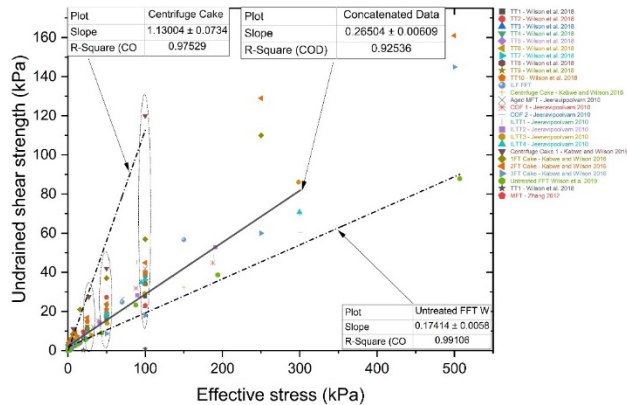 Plot Centrifuge Cake
Slope 1.13004 ± 0.0734
R-Square (CO 0.97529
Plot Concatenated Data
Slope 0.26504 ± 0.00609
R-Square (COD) 0.92536
Plot Untreated FFT W
Slope 0.17414 ± 0.0058
R-Square (CO 0.99106
Undrained shear strength (kPa)
160
140
120
100
80
60
40
20
0
0 100 200 300 400 500
Effective stress (kPa)
TT1 - Wilson et al. 2018
TT2 - Wilson et al. 2018
TT3 - Wilson et al. 2018
TT4 - Wilson et al. 2018
TT5 - Wilson et al. 2018
TT6 - Wilson et al. 2018
TT7 - Wilson et al. 2018
TT8 - Wilson et al. 2018
TT9 - Wilson et al. 2018
TT10 - Wilson et al. 2018
ILF FFT
Centrifuge Cake - Kabwe and Wilson 2018
Aged MFT - Jeeravipoolvarn 2010
COF 1 - Jeeravipoolvarn 2010
COF 2 - Jeeravipoolvarn 2018
ILTT1 - Jeeravipoolvarn 2010
ILTT2 - Jeeravipoolvarn 2010
ILTT3 - Jeeravipoolvarn 2010
ILTT4 - Jeeravipoolvarn 2010
Centrifuge Cake 1 - Kabwe and Wilson 2018
1FT Cake - Kabwe and Wilson 2018
2FT Cake - Kabwe and Wilson 2018
3FT Cake - Kabwe and Wilson 2018
Untreated FFT Wilson et al. 2019
TT1 - Wilson et al. 2018
MFT - Zhang 2012